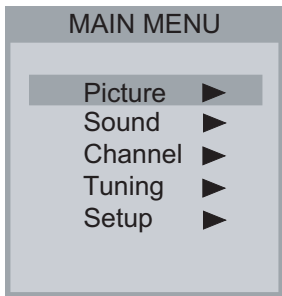 MAIN MENU
Picture ▶
Sound ▶
Channel ▶
Tuning ▶
Setup ▶